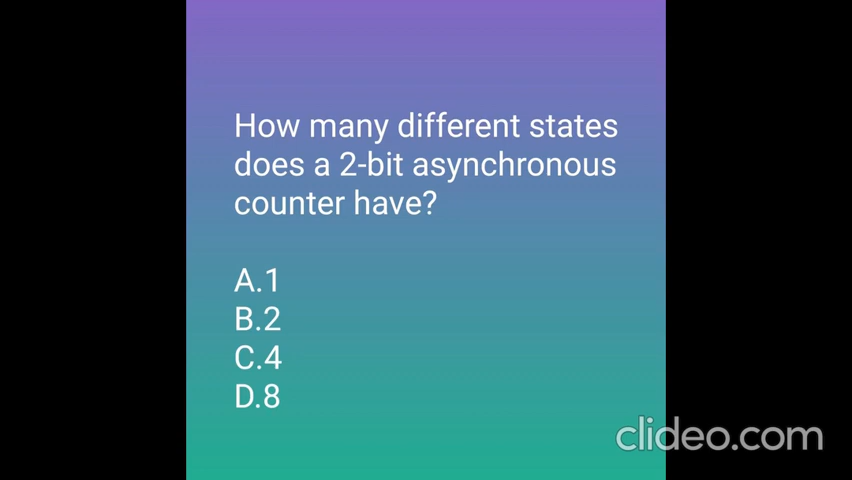 How many different states
does a 2-bit asynchronous
counter have?
A.1
B.2
C.4
D.8
clideo.com